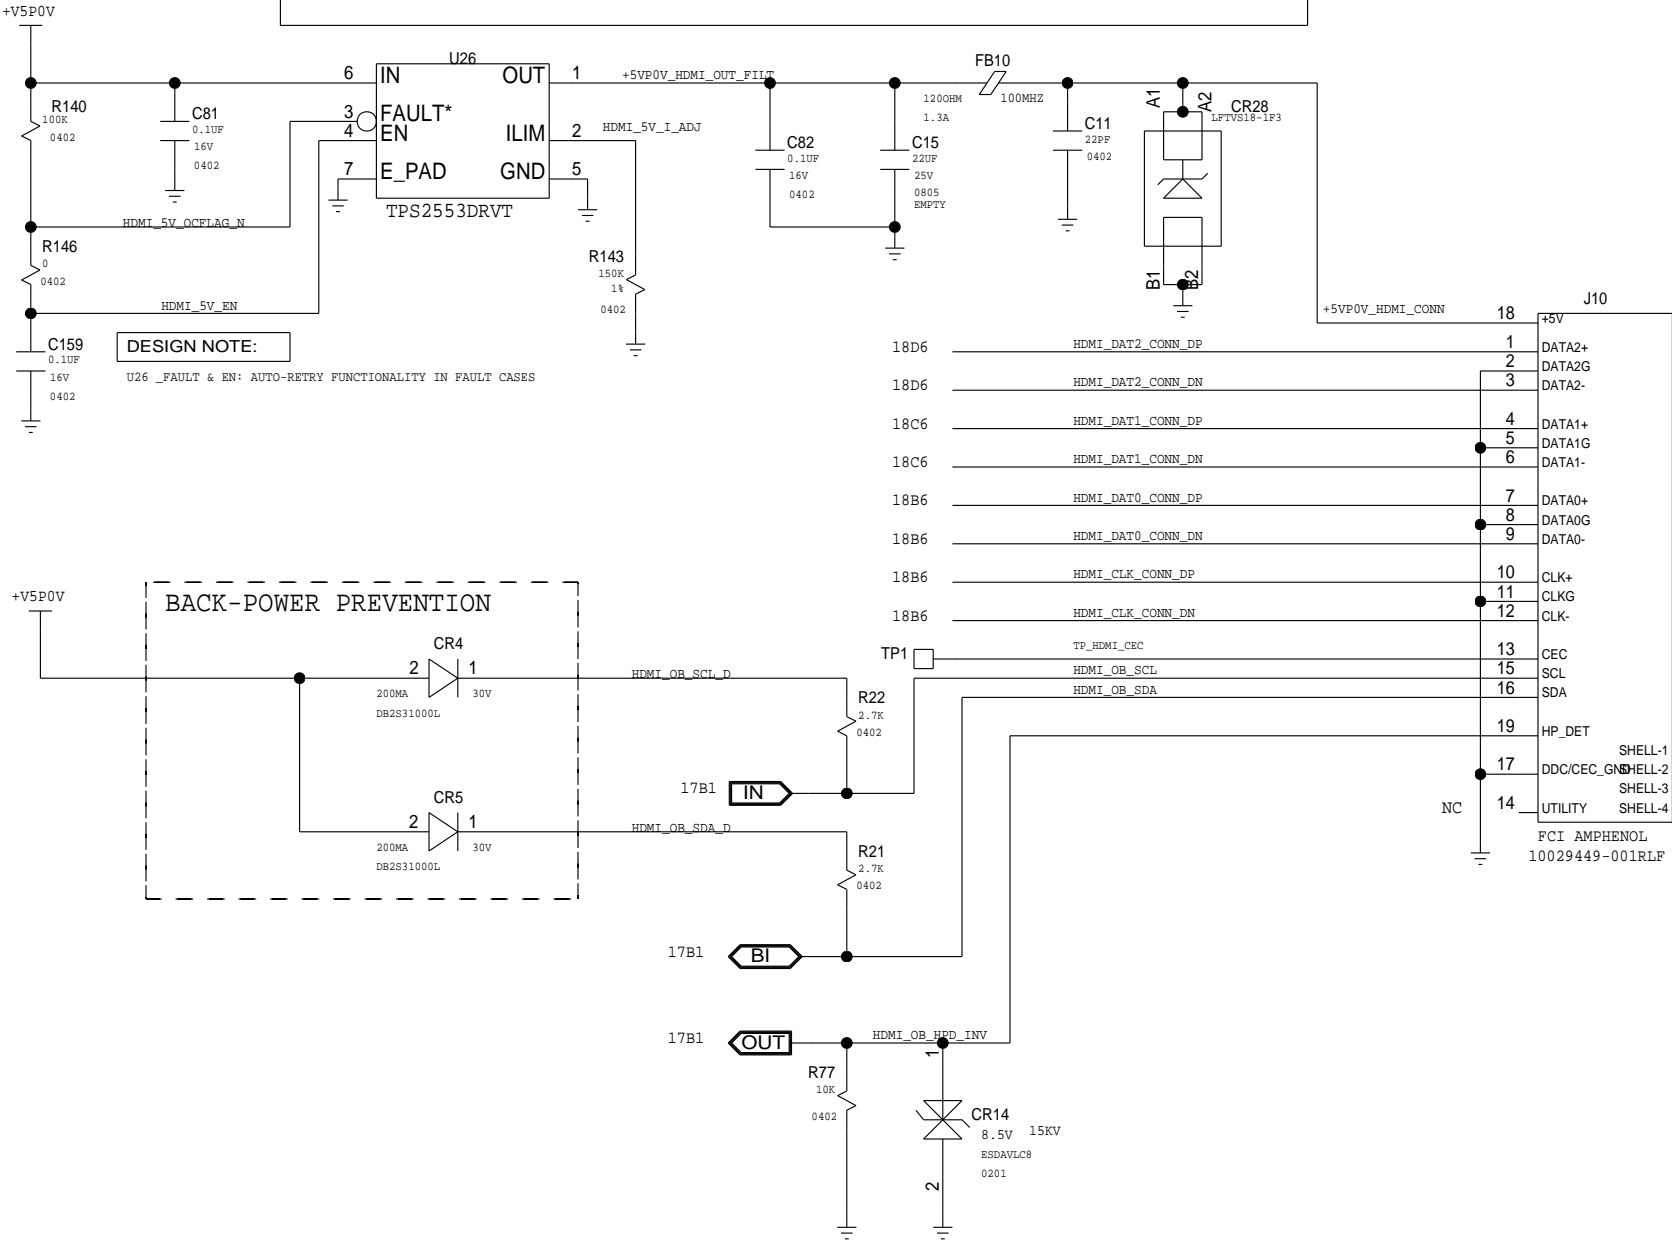 +V5P0V
U26
6 IN
OUT 1
3 FAULT*
4 EN
ILIM 2
7 E_PAD
GND 5
TPS2553DRVT
R140
100K
0402
C81
0.1UF
16V
0402
HDMI_5V_OCFLAG_N
R146
0
0402
HDMI_5V_EN
C159
0.1UF
16V
0402
DESIGN NOTE:
U26 _FAULT & EN: AUTO-RETRY FUNCTIONALITY IN FAULT CASES
+5VP0V_HDMI_OUT_FILT
HDMI_5V_I_ADJ
R143
150K
1%
0402
C82
0.1UF
16V
0402
C15
22UF
25V
0805
EMPTY
FB10
120OHM
100MHZ
1.3A
C11
22PF
0402
A1
A2
CR28
LFTVS18-1F3
B1
B2
+5VP0V_HDMI_CONN
J10
18 +5V
18D6 HDMI_DAT2_CONN_DP 1 DATA2+
2 DATA2G
18D6 HDMI_DAT2_CONN_DN 3 DATA2-
18C6 HDMI_DAT1_CONN_DP 4 DATA1+
5 DATA1G
18C6 HDMI_DAT1_CONN_DN 6 DATA1-
18B6 HDMI_DAT0_CONN_DP 7 DATA0+
8 DATA0G
18B6 HDMI_DAT0_CONN_DN 9 DATA0-
18B6 HDMI_CLK_CONN_DP 10 CLK+
11 CLKG
18B6 HDMI_CLK_CONN_DN 12 CLK-
TP1 TP_HDMI_CEC 13 CEC
HDMI_OB_SCL 15 SCL
HDMI_OB_SDA 16 SDA
19 HP_DET
SHELL-1
17 DDC/CEC_GND SHELL-2
SHELL-3
NC 14 UTILITY SHELL-4
FCI AMPHENOL
10029449-001RLF
+V5P0V
BACK-POWER PREVENTION
CR4
2 1
200MA 30V
DB2S31000L
HDMI_OB_SCL_D
R22
2.7K
0402
17B1 IN
CR5
2 1
200MA 30V
DB2S31000L
HDMI_OB_SDA_D
R21
2.7K
0402
17B1 BI
17B1 OUT
HDMI_OB_HPD_INV
R77
10K
0402
1
CR14
8.5V 15KV
ESDAVLC8
0201
2